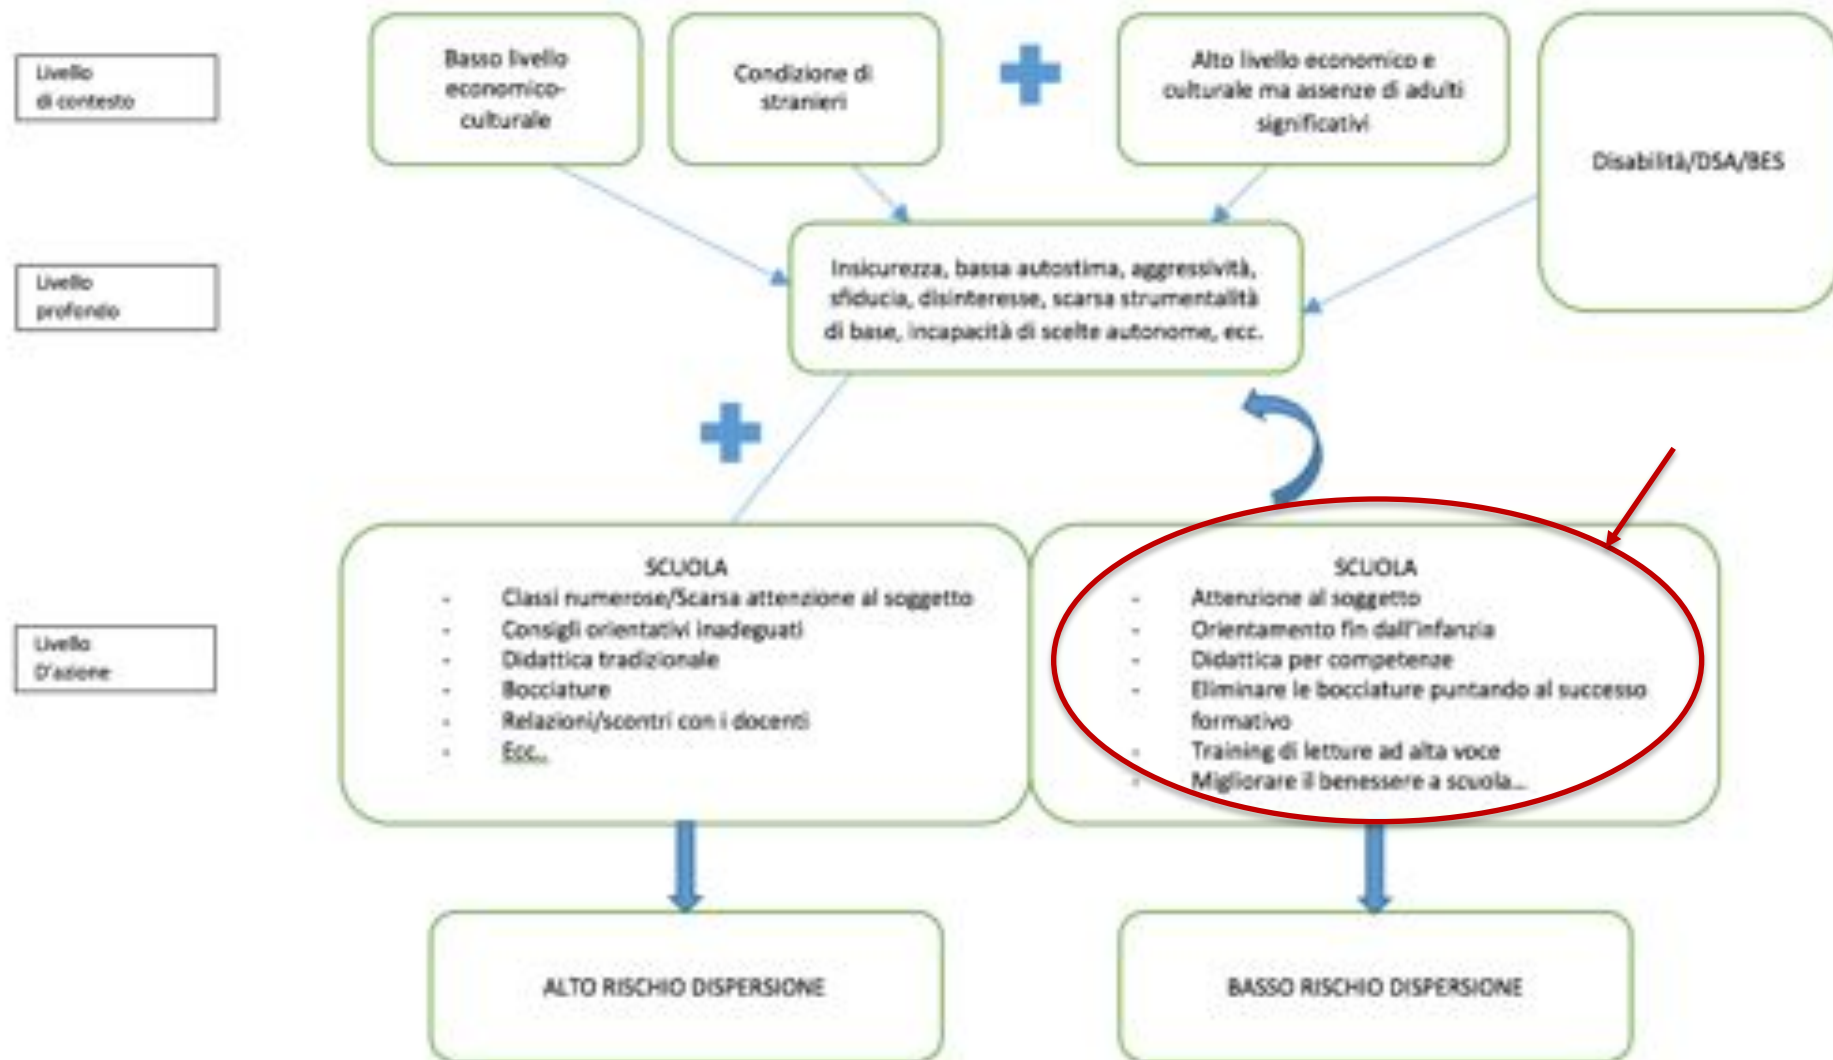 Livello
di contesto
Basso livello
economico-
culturale
Condizione di
stranieri
Alto livello economico e
culturale ma assenze di adulti
significativi
Disabilità/DSA/BES
Livello
profondo
Insicurezza, bassa autostima, aggressività,
sfiducia, disinteresse, scarsa strumentalità
di base, incapacità di scelte autonome, ecc.
Livello
D'azione
SCUOLA
- Classi numerose/Scarsa attenzione al soggetto
- Consigli orientativi inadeguati
- Didattica tradizionale
- Bocciature
- Relazioni/scontri con i docenti
- Ecc..
SCUOLA
- Attenzione al soggetto
- Orientamento fin dall'infanzia
- Didattica per competenze
- Eliminare le bocciature puntando al successo
formativo
- Training di letture ad alta voce
- Migliorare il benessere a scuola...
ALTO RISCHIO DISPERSIONE
BASSO RISCHIO DISPERSIONE